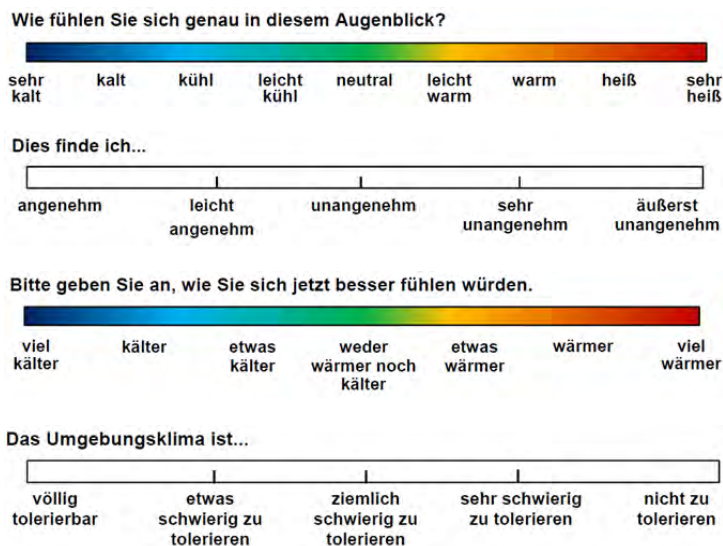 Wie fühlen Sie sich genau in diesem Augenblick?
sehr kalt kalt kühl leicht kühl neutral leicht warm warm heiß sehr heiß
Dies finde ich...
angenehm leicht angenehm unangenehm sehr unangenehm äußerst unangenehm
Bitte geben Sie an, wie Sie sich jetzt besser fühlen würden.
viel kälter kälter etwas kälter weder wärmer noch kälter etwas wärmer wärmer viel wärmer
Das Umgebungsklima ist...
völlig tolerierbar etwas schwierig zu tolerieren ziemlich schwierig zu tolerieren sehr schwierig zu tolerieren nicht zu tolerieren